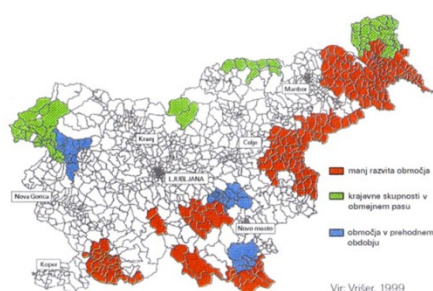 Maribor
Kranj
Celje
LJUBLJANA
Nova Gorica
Novo mesto
Koper
manj razvita območja
krajevne skupnosti v
obmejnem pasu
območja v prehodnem
obdobju
Vir: Vrišer, 1999